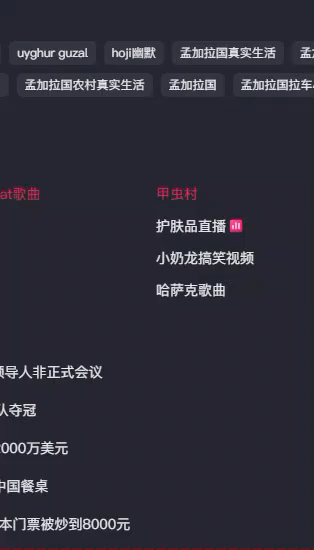 uyghur guzal hoji幽默 孟加拉国真实生活
孟加拉国农村真实生活 孟加拉国 孟加拉国拉车
at歌曲 甲虫村
护肤品直播
小奶龙搞笑视频
哈萨克歌曲
领导人非正式会议
队夺冠
2000万美元
中国餐桌
本门票被炒到8000元